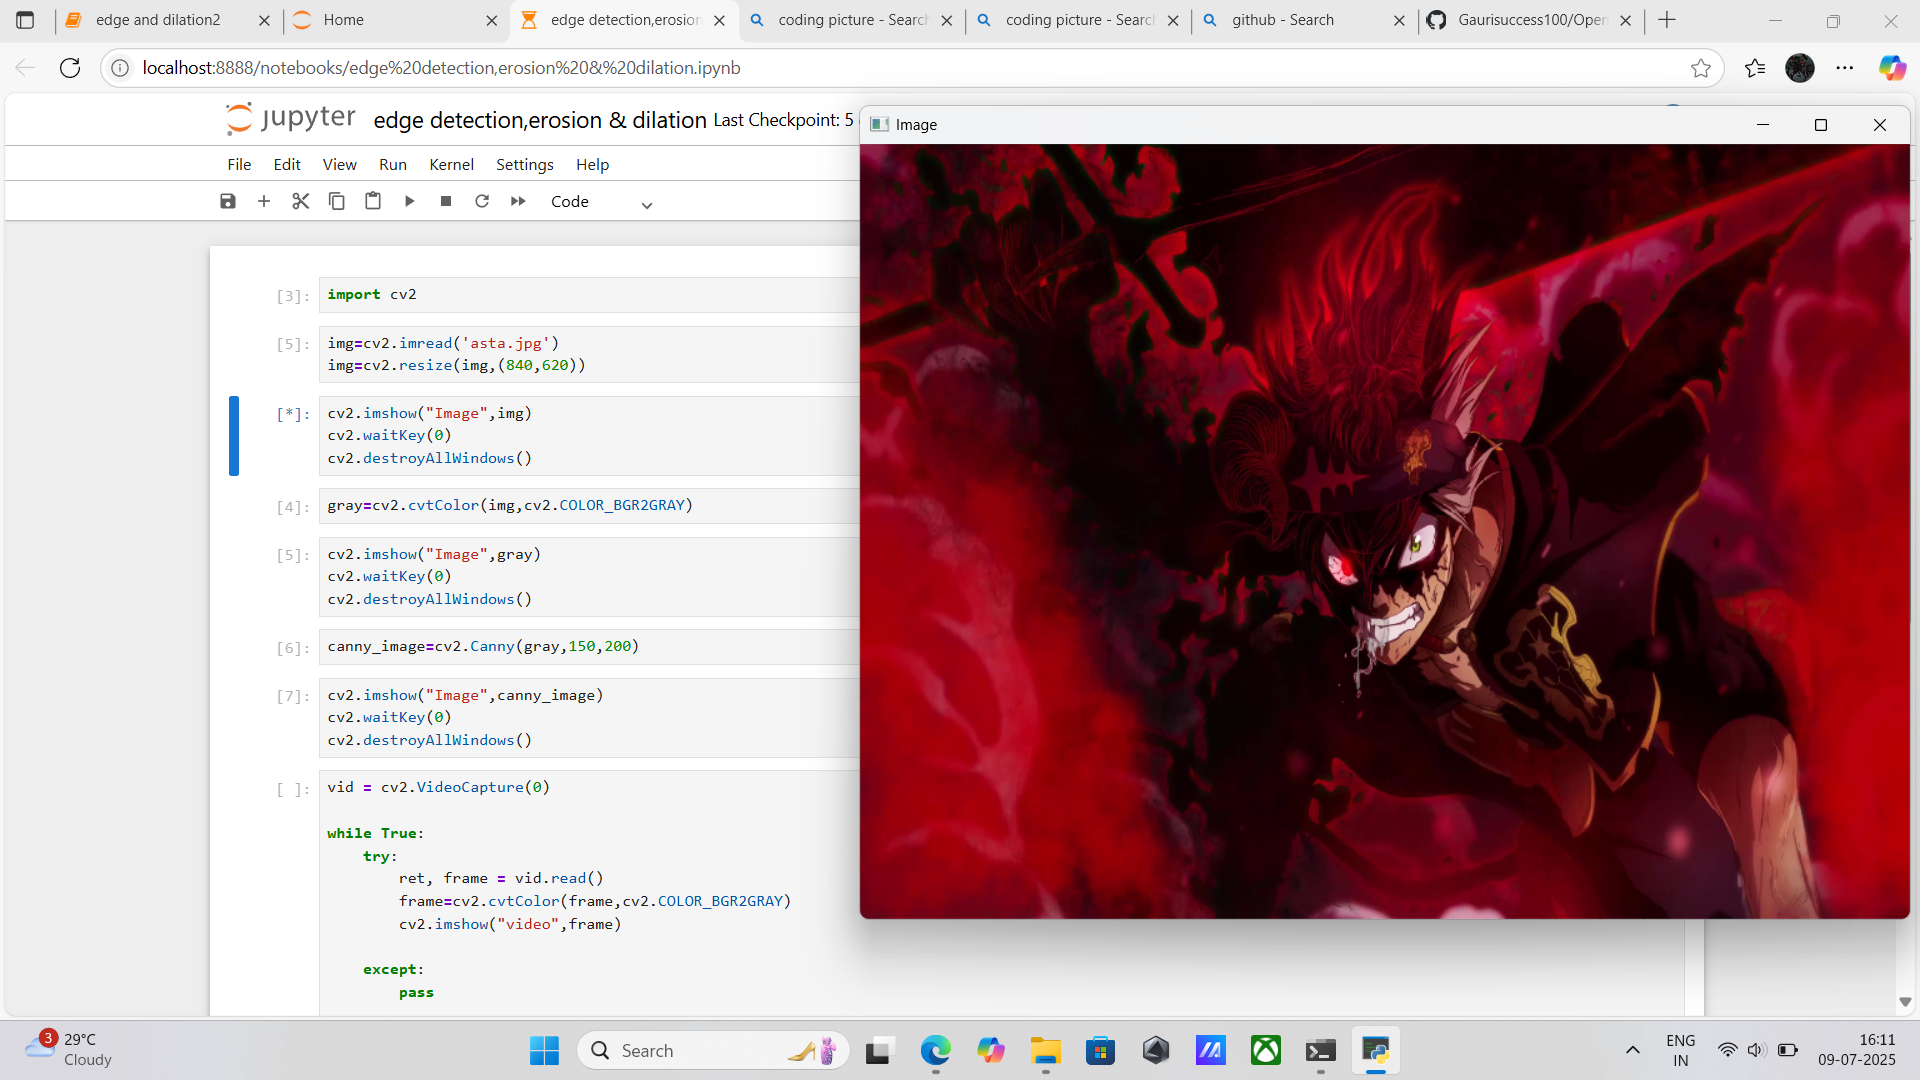 edge and dilation2
Home
edge detection,erosion
coding picture - Search
coding picture - Search
github - Search
Gaurisuccess100/Open
localhost:8888/notebooks/edge%20detection,erosion%20&%20dilation.ipynb
jupyter
edge detection,erosion & dilation Last Checkpoint: 5
File Edit View Run Kernel Settings Help
Code
Image
[3]: import cv2
[5]: img=cv2.imread('asta.jpg')
img=cv2.resize(img,(840,620))
[*]: cv2.imshow("Image",img)
cv2.waitKey(0)
cv2.destroyAllWindows()
[4]: gray=cv2.cvtColor(img,cv2.COLOR_BGR2GRAY)
[5]: cv2.imshow("Image",gray)
cv2.waitKey(0)
cv2.destroyAllWindows()
[6]: canny_image=cv2.Canny(gray,150,200)
[7]: cv2.imshow("Image",canny_image)
cv2.waitKey(0)
cv2.destroyAllWindows()
[ ]: vid = cv2.VideoCapture(0)
while True:
    try:
        ret, frame = vid.read()
        frame=cv2.cvtColor(frame,cv2.COLOR_BGR2GRAY)
        cv2.imshow("video",frame)
    except:
        pass
3
29°C
Cloudy
Search
ENG
IN
16:11
09-07-2025